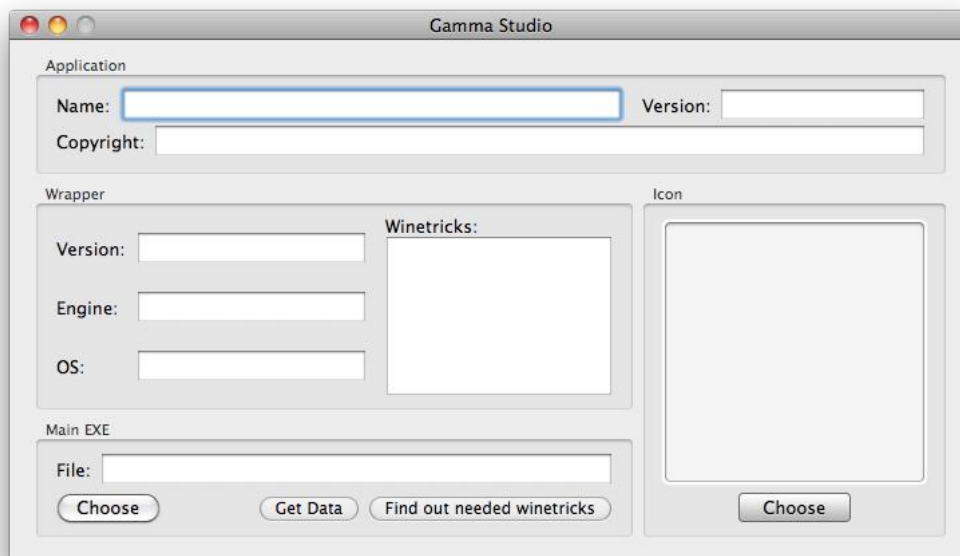 Gamma Studio
Application
Name:
Version:
Copyright:
Wrapper
Version:
Engine:
OS:
Winetricks:
Icon
Main EXE
File:
Choose
Get Data
Find out needed winetricks
Choose